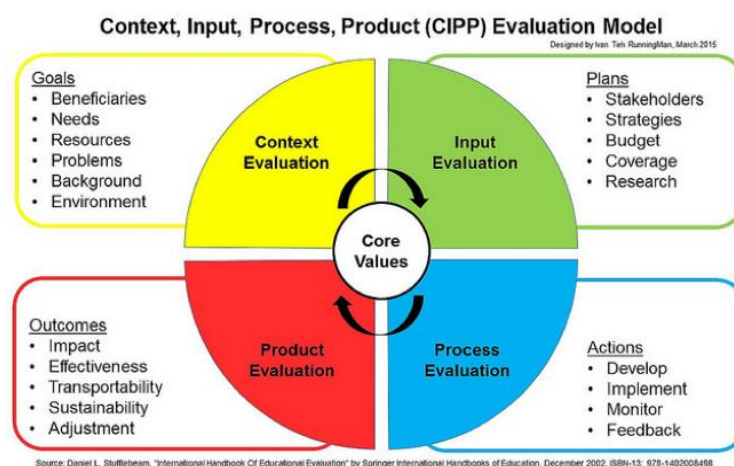 Context, Input, Process, Product (CIPP) Evaluation Model
Designed by Ivan Teh RunningMan, March 2015
Goals
• Beneficiaries
• Needs
• Resources
• Problems
• Background
• Environment
Context
Evaluation
Input
Evaluation
Plans
• Stakeholders
• Strategies
• Budget
• Coverage
• Research
Core
Values
Outcomes
• Impact
• Effectiveness
• Transportability
• Sustainability
• Adjustment
Product
Evaluation
Process
Evaluation
Actions
• Develop
• Implement
• Monitor
• Feedback
Source: Daniel L. Stufflebeam. "International Handbook Of Educational Evaluation" by Springer International Handbooks of Education, December 2002, ISBN-13: 978-1402008498